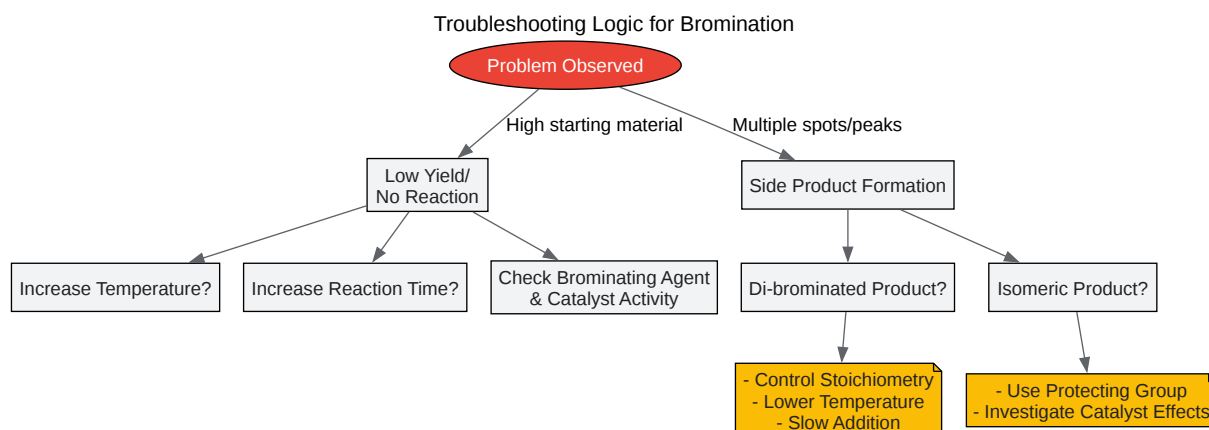 Troubleshooting Logic for Bromination
Problem Observed
High starting material
Multiple spots/peaks
Low Yield/
No Reaction
Side Product Formation
Increase Temperature?
Increase Reaction Time?
Check Brominating Agent
& Catalyst Activity
Di-brominated Product?
Isomeric Product?
- Control Stoichiometry
- Lower Temperature
- Slow Addition
- Use Protecting Group
- Investigate Catalyst Effects